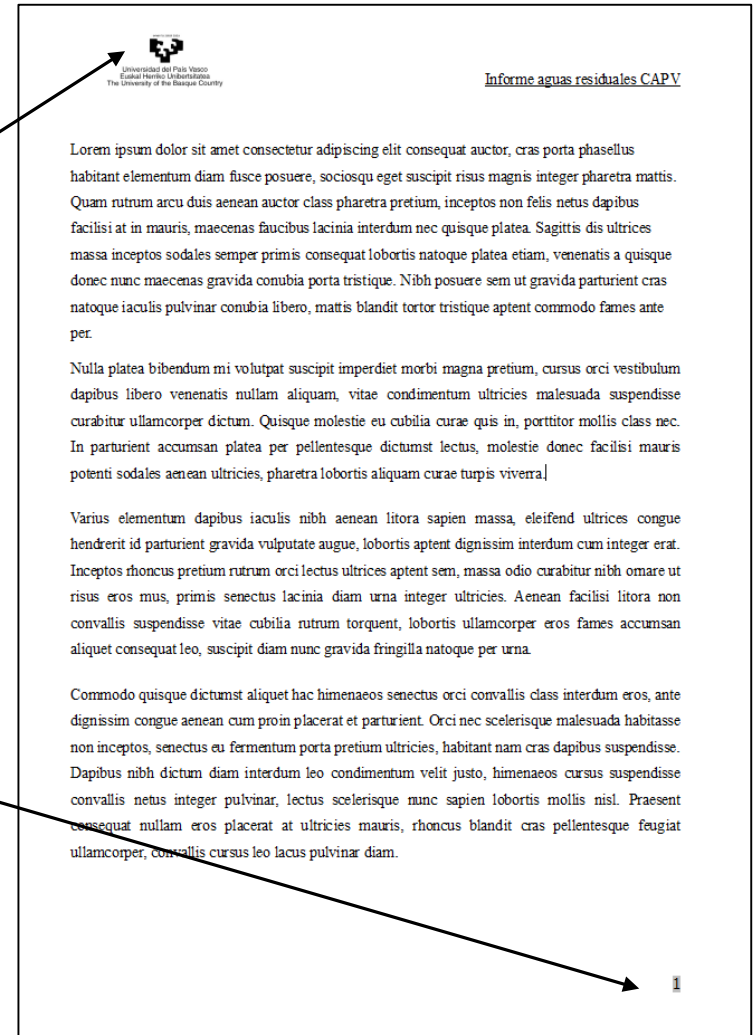 Universidad del País Vasco
Euskal Herriko Unibertsitatea
The University of the Basque Country
Informe aguas residuales CAPV
Lorem ipsum dolor sit amet consectetur adipiscing elit consequat auctor, cras porta phasellus
habitant elementum diam fusce posuere, sociosqu eget suscipit risus magnis integer pharetra mattis.
Quam rutrum arcu duis aenean auctor class pharetra pretium, inceptos non felis netus dapibus
facilisi at in mauris, maecenas faucibus lacinia interdum nec quisque platea. Sagittis dis ultrices
massa inceptos sodales semper primis consequat lobortis natoque platea etiam, venenatis a quisque
donec nunc maecenas gravida conubia porta tristique. Nibh posuere sem ut gravida parturient cras
natoque iaculis pulvinar conubia libero, mattis blandit tortor tristique aptent commodo fames ante
per.
Nulla platea bibendum mi volutpat suscipit imperdiet morbi magna pretium, cursus orci vestibulum
dapibus libero venenatis nullam aliquam, vitae condimentum ultricies malesuada suspendisse
curabitur ullamcorper dictum. Quisque molestie eu cubilia curae quis in, porttitor mollis class nec.
In parturient accumsan platea per pellentesque dictumst lectus, molestie donec facilisi mauris
potenti sodales aenean ultricies, pharetra lobortis aliquam curae turpis viverra.
Varius elementum dapibus iaculis nibh aenean litora sapien massa, eleifend ultrices congue
hendrerit id parturient gravida vulputate augue, lobortis aptent dignissim interdum cum integer erat.
Inceptos rhoncus pretium rutrum orci lectus ultrices aptent sem, massa odio curabitur nibh ornare ut
risus eros mus, primis senectus lacinia diam urna integer ultricies. Aenean facilisi litora non
convallis suspendisse vitae cubilia rutrum torquent, lobortis ullamcorper eros fames accumsan
aliquet consequat leo, suscipit diam nunc gravida fringilla natoque per urna.
Commodo quisque dictumst aliquet hac himenaeos senectus orci convallis class interdum eros, ante
dignissim congue aenean cum proin placerat et parturient. Orci nec scelerisque malesuada habitasse
non inceptos, senectus eu fermentum porta pretium ultricies, habitant nam cras dapibus suspendisse.
Dapibus nibh dictum diam interdum leo condimentum velit justo, himenaeos cursus suspendisse
convallis netus integer pulvinar, lectus scelerisque nunc sapien lobortis mollis nisl. Praesent
consequat nullam eros placerat at ultricies mauris, rhoncus blandit cras pellentesque feugiat
ullamcorper, convallis cursus leo lacus pulvinar diam.
1